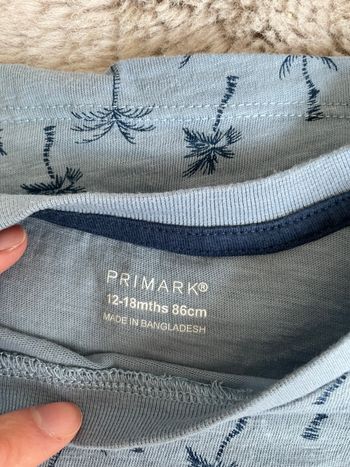 PRIMARK®
12-18mths 86cm
MADE IN BANGLADESH